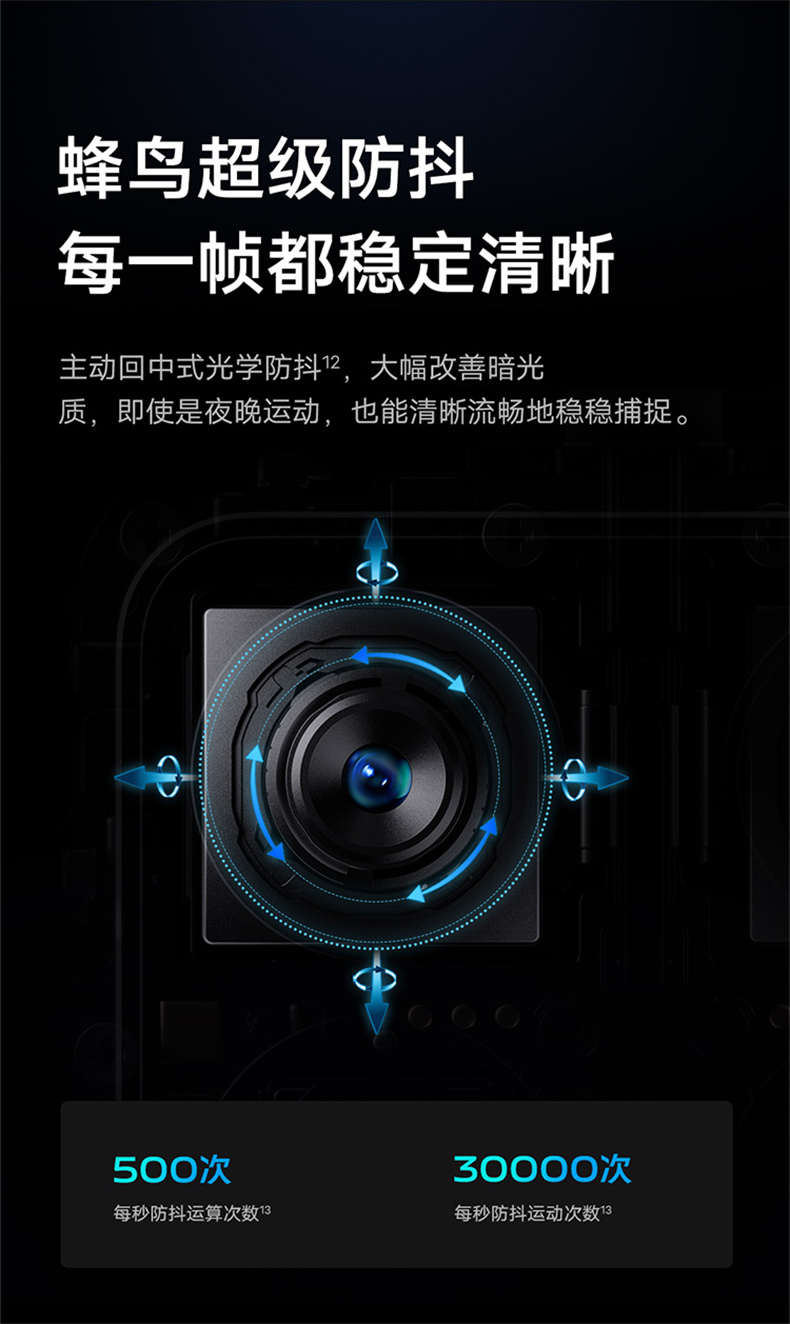 蜂鸟超级防抖
每一帧都稳定清晰
主动回中式光学防抖12，大幅改善暗光
质，即使是夜晚运动，也能清晰流畅地稳稳捕捉。
500次
每秒防抖运算次数13
30000次
每秒防抖运动次数13